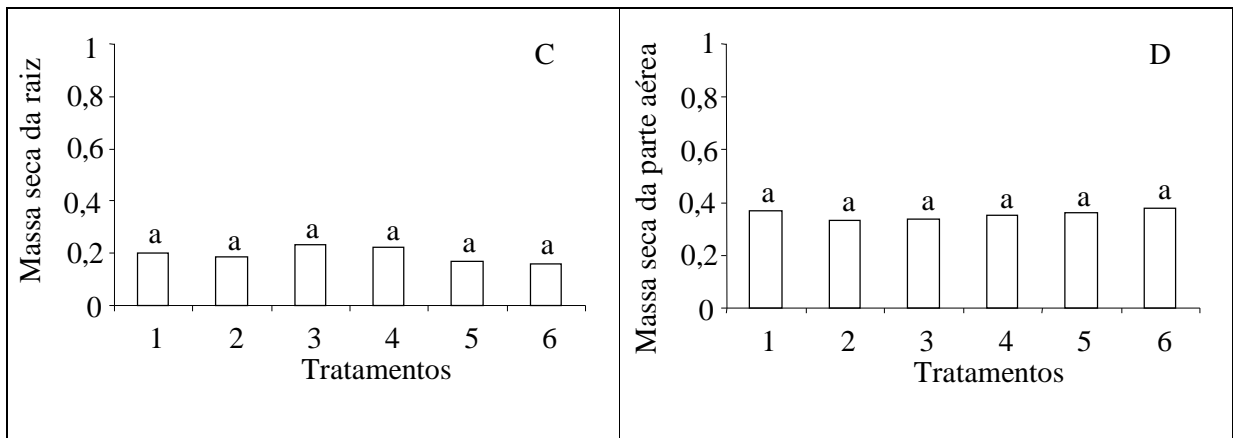 C
Massa seca da raiz
1
0,8
0,6
0,4
0,2
0
a a a a a a
1 2 3 4 5 6
Tratamentos
D
Massa seca da parte aérea
1
0,8
0,6
0,4
0,2
0
a a a a a a
1 2 3 4 5 6
Tratamentos